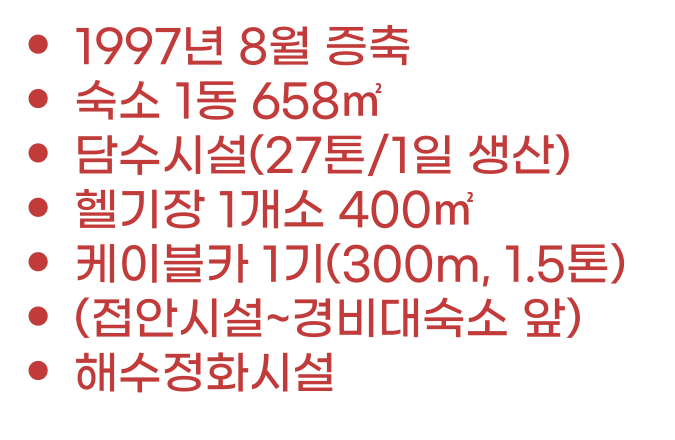 • 1997년 8월 증축
• 숙소 1동 658㎡
• 담수시설(27톤/1일 생산)
• 헬기장 1개소 400㎡
• 케이블카 1기(300m, 1.5톤)
• (접안시설~경비대숙소 앞)
• 해수정화시설